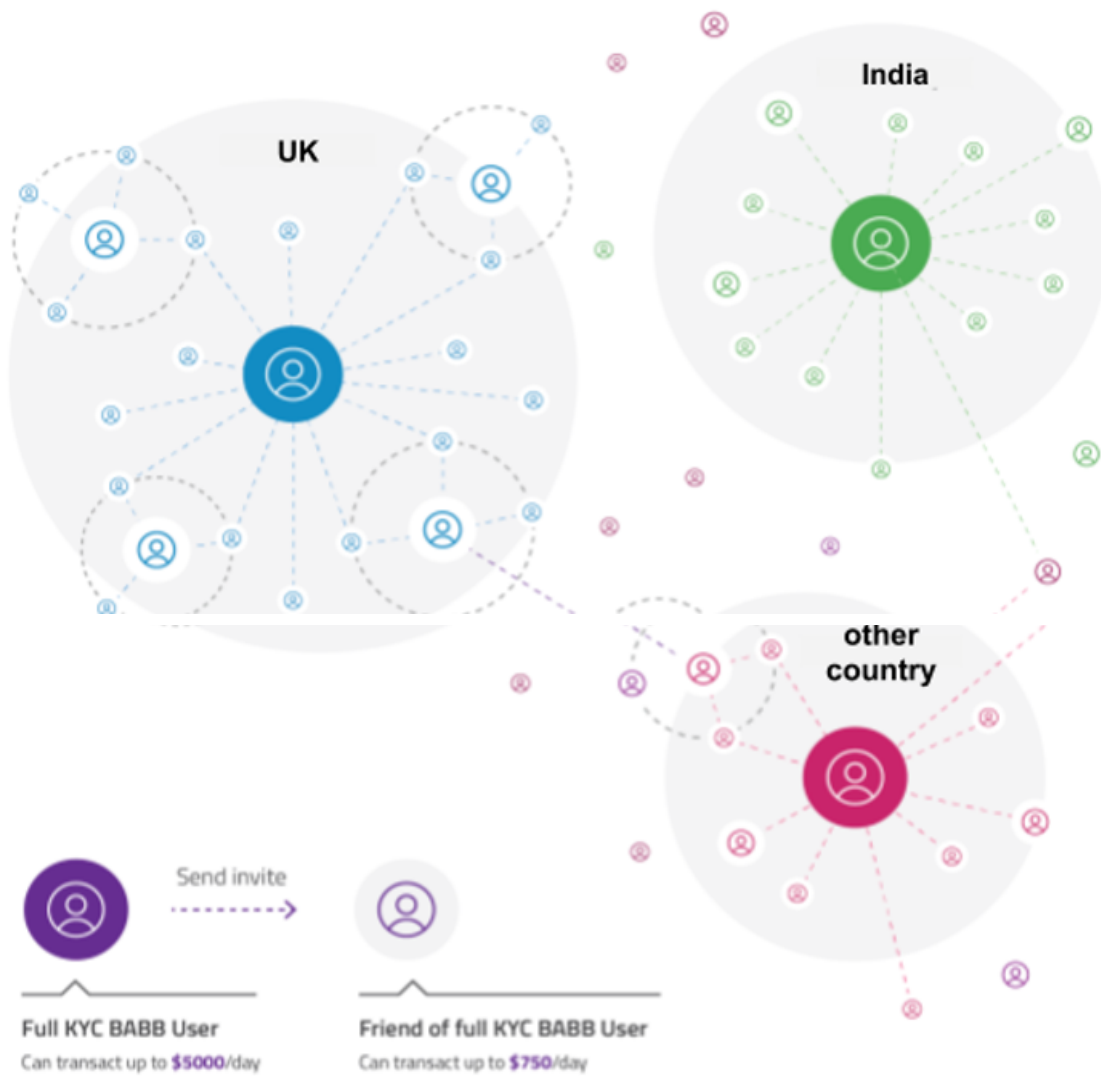 UK
India
other
country
Send invite
Full KYC BABB User
Can transact up to $5000/day
Friend of full KYC BABB User
Can transact up to $750/day